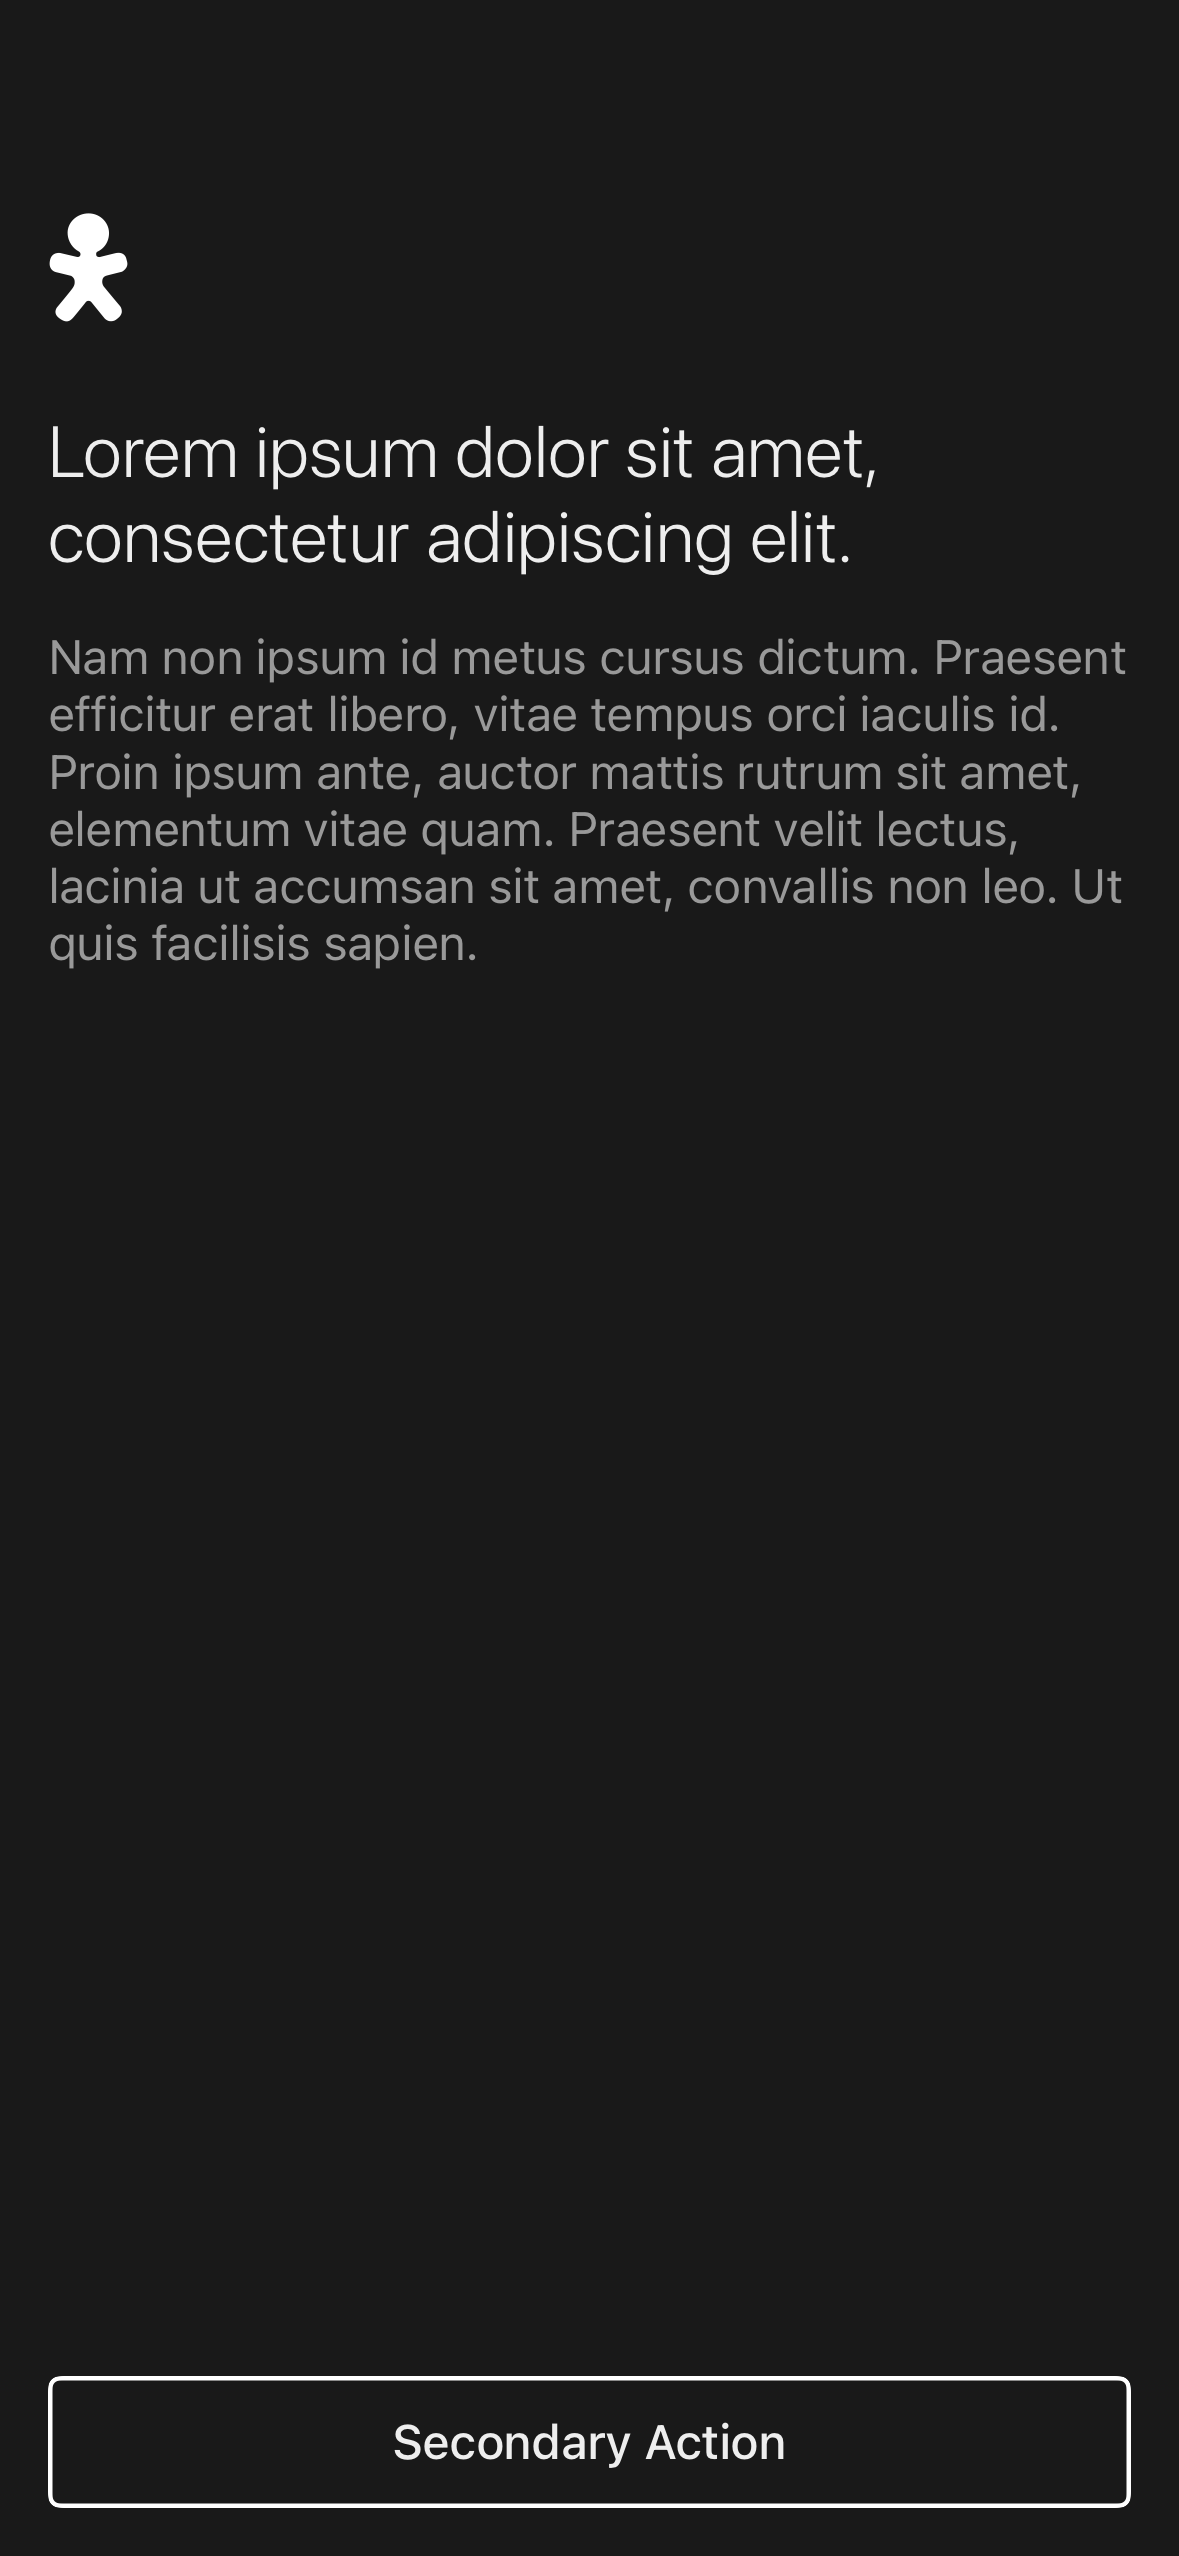 Lorem ipsum dolor sit amet,
consectetur adipiscing elit.
Nam non ipsum id metus cursus dictum. Praesent
efficitur erat libero, vitae tempus orci iaculis id.
Proin ipsum ante, auctor mattis rutrum sit amet,
elementum vitae quam. Praesent velit lectus,
lacinia ut accumsan sit amet, convallis non leo. Ut
quis facilisis sapien.
Secondary Action